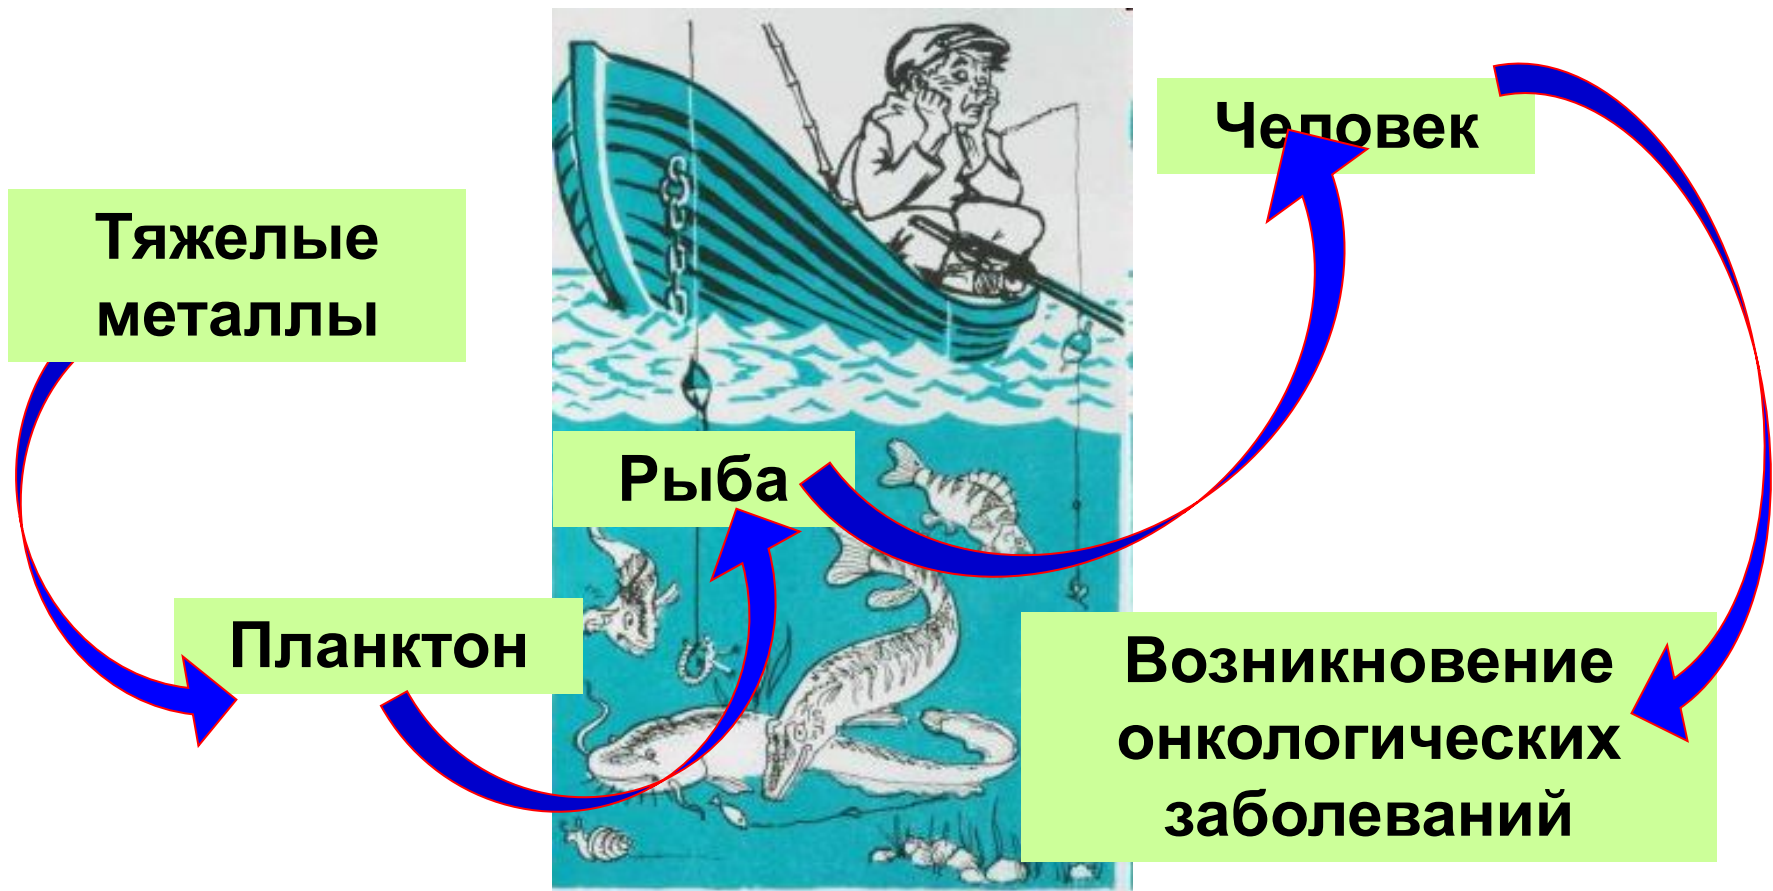 Тяжелые
металлы
Планктон
Рыба
Человек
Возникновение
онкологических
заболеваний